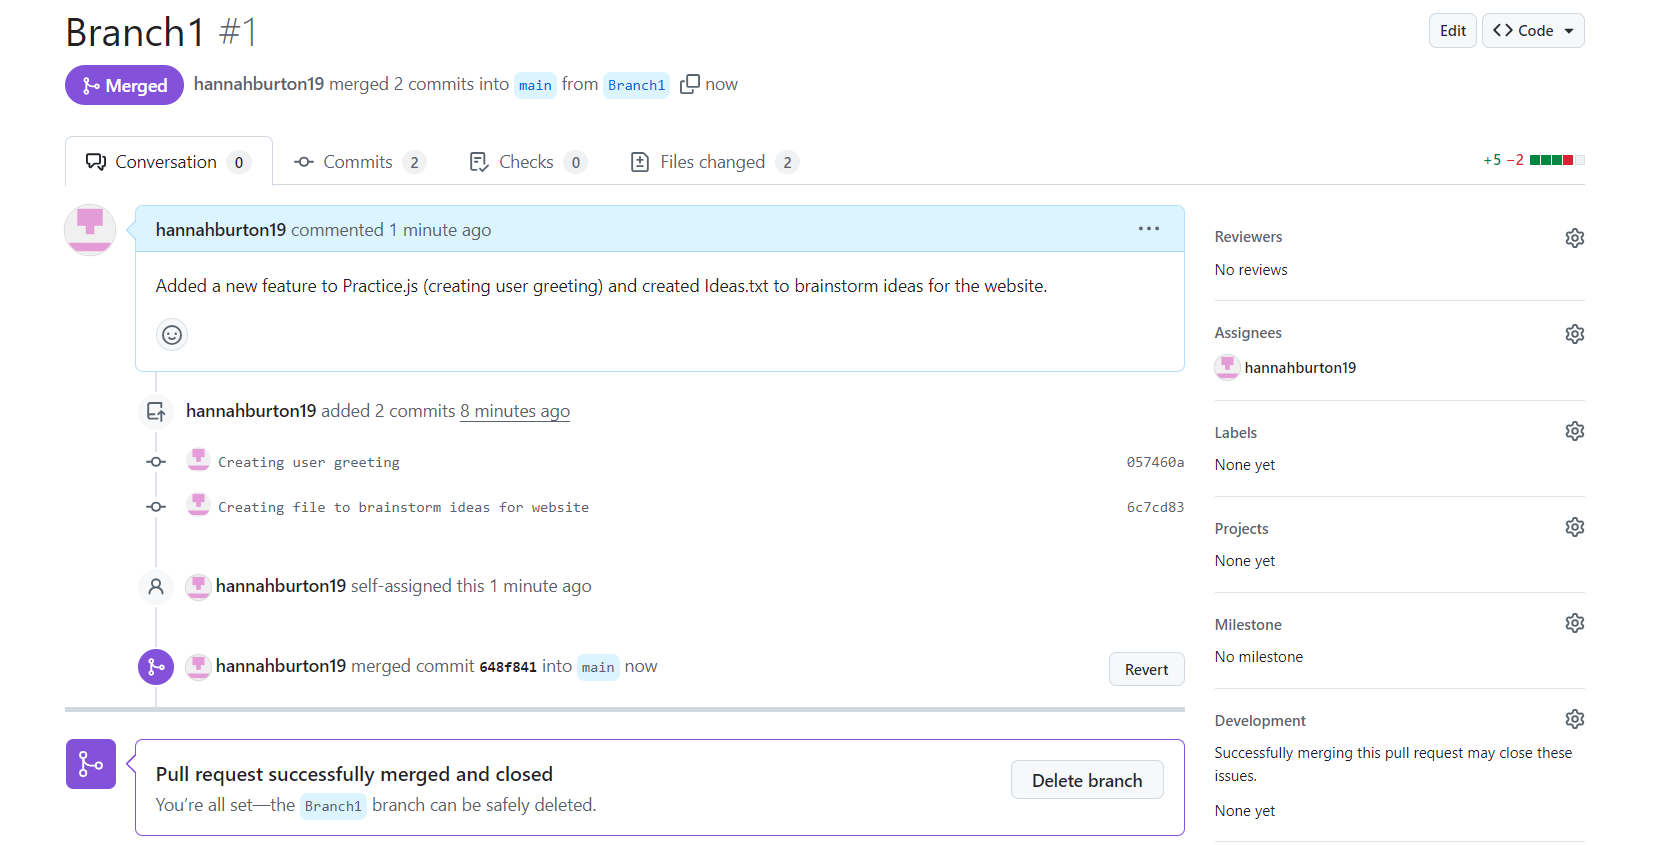 Branch1 #1
Edit
<> Code
Merged
hannahburton19 merged 2 commits into main from Branch1 now
Conversation 0
Commits 2
Checks 0
Files changed 2
+5 −2
hannahburton19 commented 1 minute ago
Added a new feature to Practice.js (creating user greeting) and created Ideas.txt to brainstorm ideas for the website.
hannahburton19 added 2 commits 8 minutes ago
Creating user greeting 057460a
Creating file to brainstorm ideas for website 6c7cd83
hannahburton19 self-assigned this 1 minute ago
hannahburton19 merged commit 648f841 into main now
Revert
Pull request successfully merged and closed
You're all set—the Branch1 branch can be safely deleted.
Delete branch
Reviewers
No reviews
Assignees
hannahburton19
Labels
None yet
Projects
None yet
Milestone
No milestone
Development
Successfully merging this pull request may close these
issues.
None yet